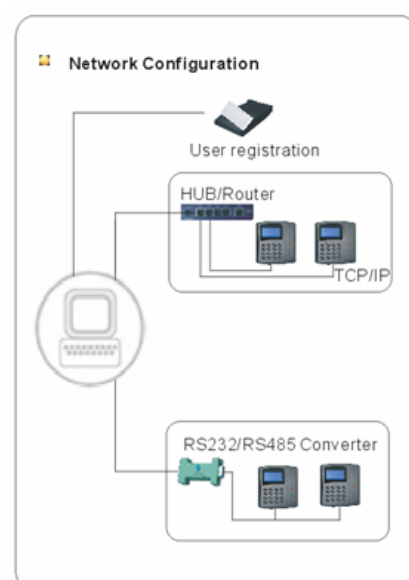 Network Configuration
User registration
HUB/Router
TCP/IP
RS232/RS485 Converter